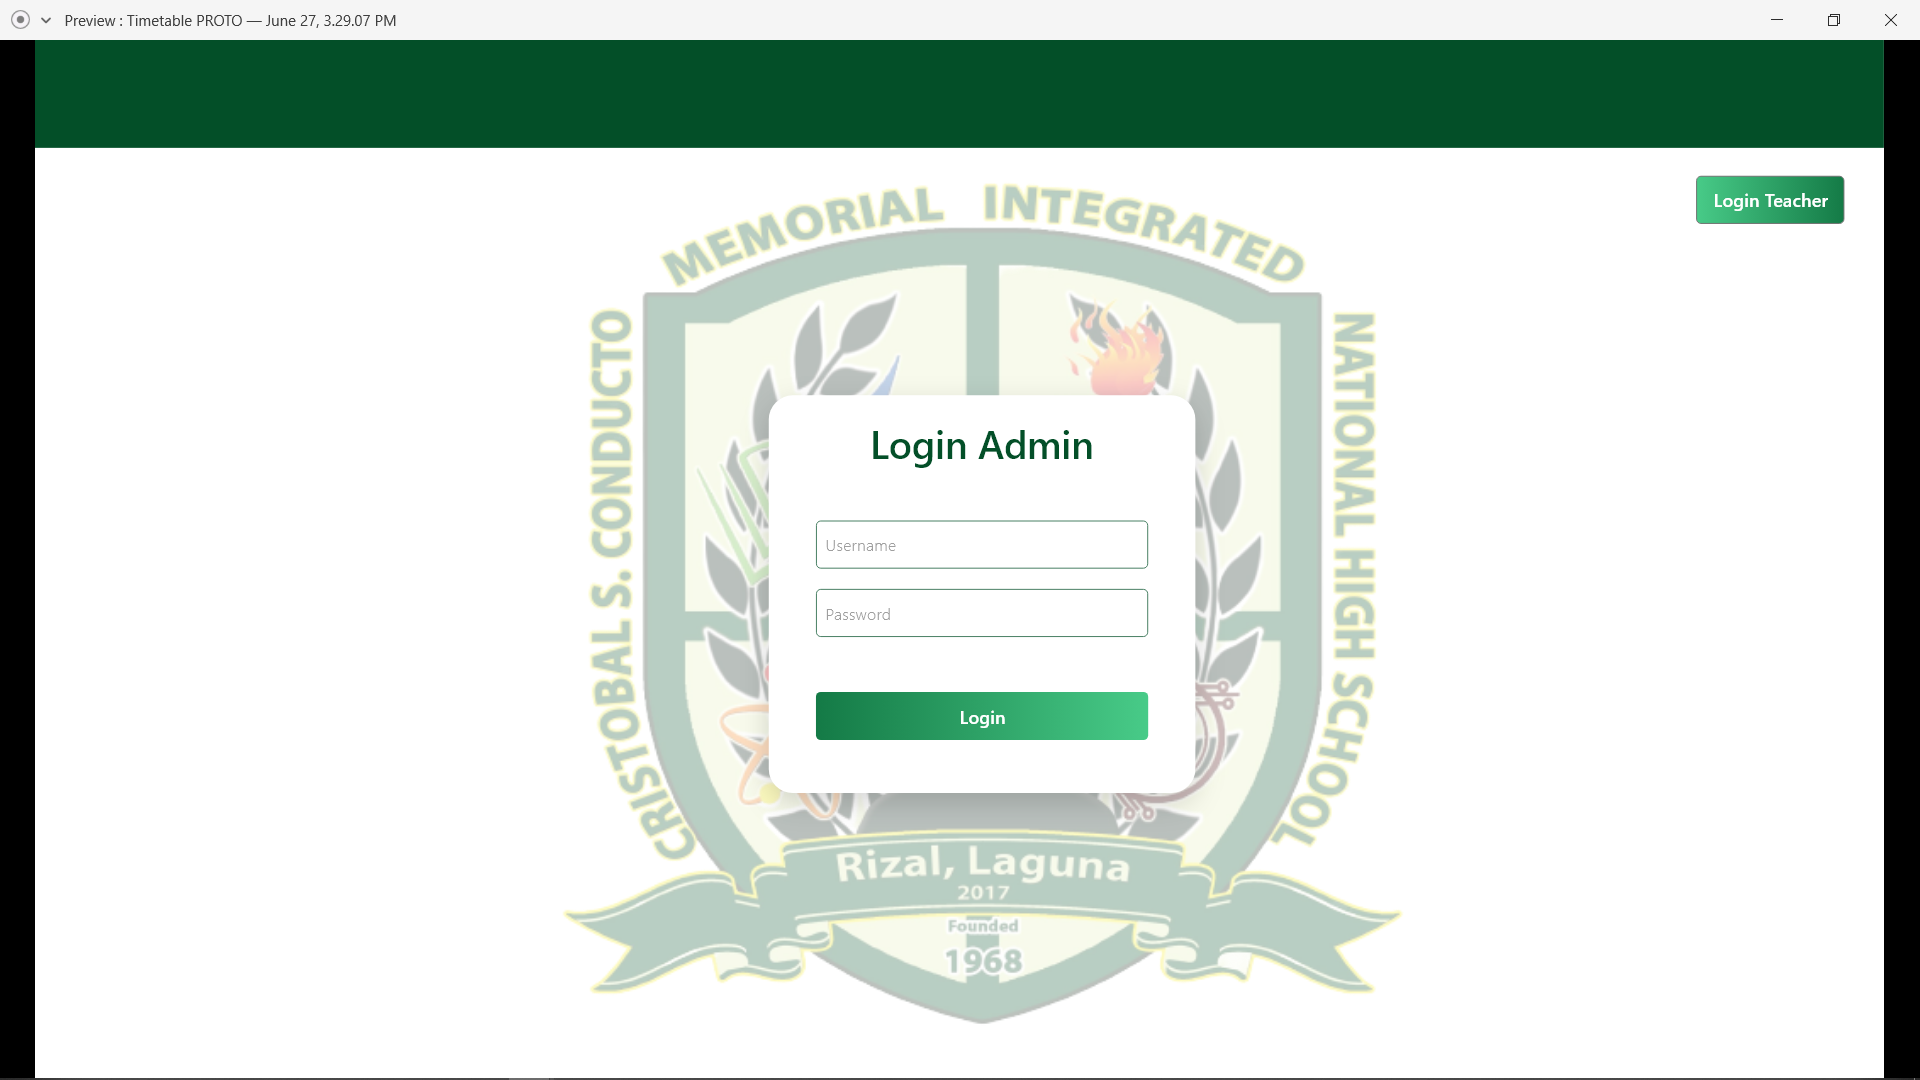 Preview : Timetable PROTO — June 27, 3.29.07 PM
Login Teacher
CRISTOBAL S. CONDUCTO
MEMORIAL INTEGRATED
NATIONAL HIGH SCHOOL
Login Admin
Username
Password
Login
Rizal, Laguna
2017
Founded
1968